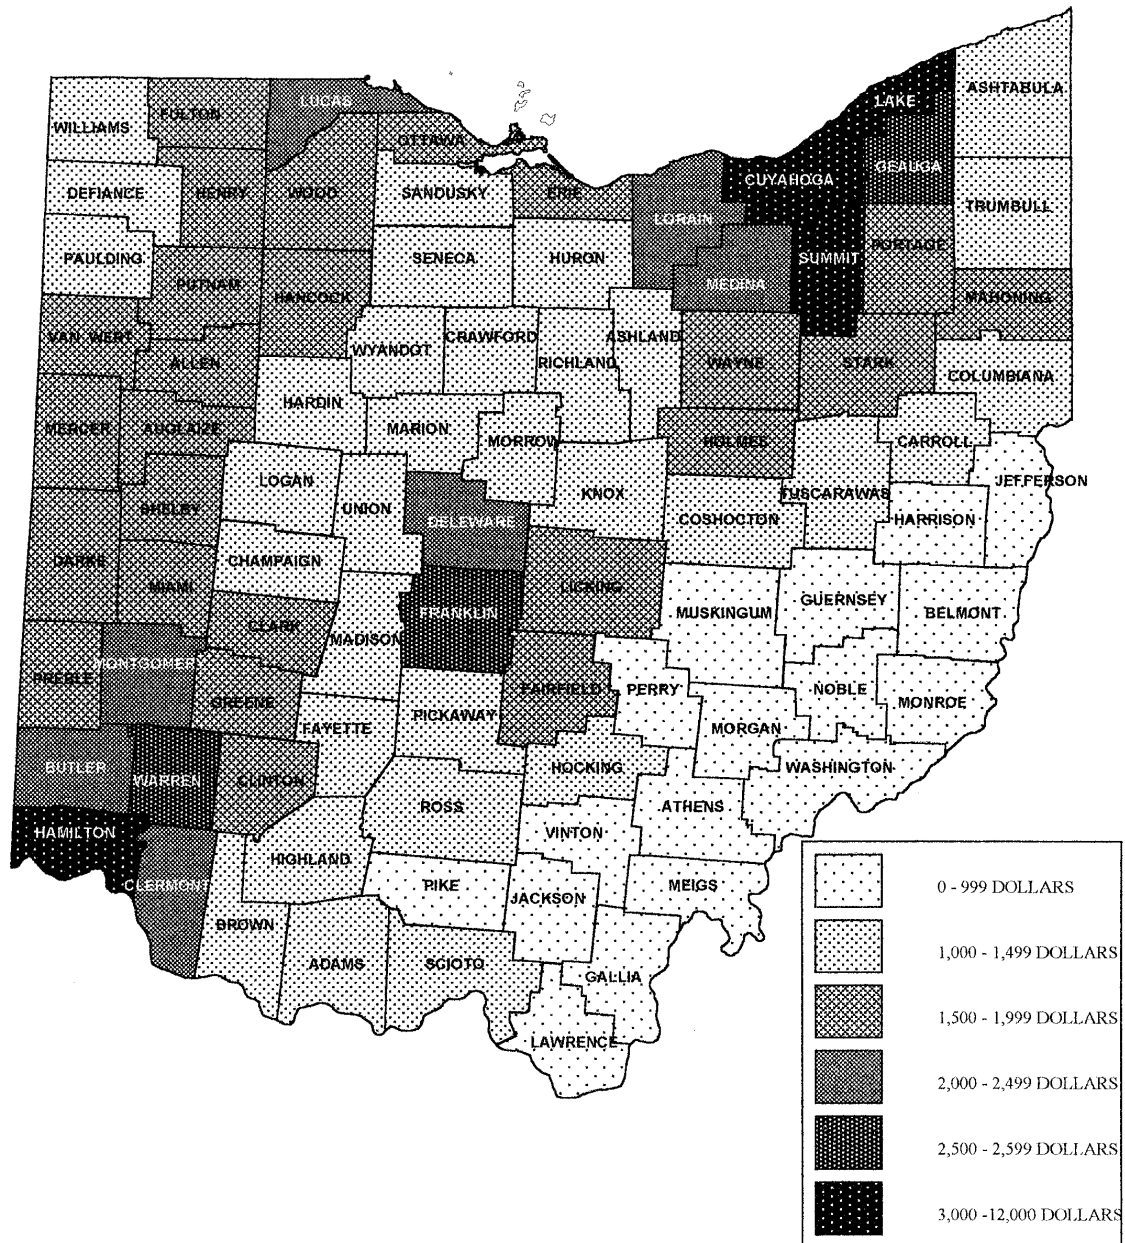 ASHTABULA
LAKE
LUCAS
FULTON
WILLIAMS
OTTAWA
GEAUGA
CUYAHOGA
DEFIANCE
HENRY
WOOD
SANDUSKY
ERIE
TRUMBULL
LORAIN
PORTAGE
PAULDING
SENECA
HURON
SUMMIT
PUTNAM
MEDINA
HANCOCK
MAHONING
VAN WERT
CRAWFORD
ASHLAND
WYANDOT
ALLEN
RICHLAND
WAYNE
STARK
COLUMBIANA
HARDIN
MERCER
AUGLAIZE
MARION
MORROW
HOLMES
CARROLL
LOGAN
JEFFERSON
KNOX
TUSCARAWAS
SHELBY
UNION
DELEWARE
COSHOCTON
HARRISON
DARKE
CHAMPAIGN
MIAMI
LICKING
FRANKLIN
MUSKINGUM
GUERNSEY
BELMONT
CLARK
MADISON
MONTGOMERY
PREBLE
FAIRFIELD
PERRY
NOBLE
GREENE
MONROE
PICKAWAY
FAYETTE
MORGAN
BUTLER
WARREN
CLINTON
HOCKING
WASHINGTON
ROSS
ATHENS
HAMILTON
VINTON
HIGHLAND
CLERMONT
PIKE
MEIGS
JACKSON
BROWN
ADAMS
SCIOTO
GALLIA
LAWRENCE
0 - 999 DOLLARS
1,000 - 1,499 DOLLARS
1,500 - 1,999 DOLLARS
2,000 - 2,499 DOLLARS
2,500 - 2,599 DOLLARS
3,000 -12,000 DOLLARS